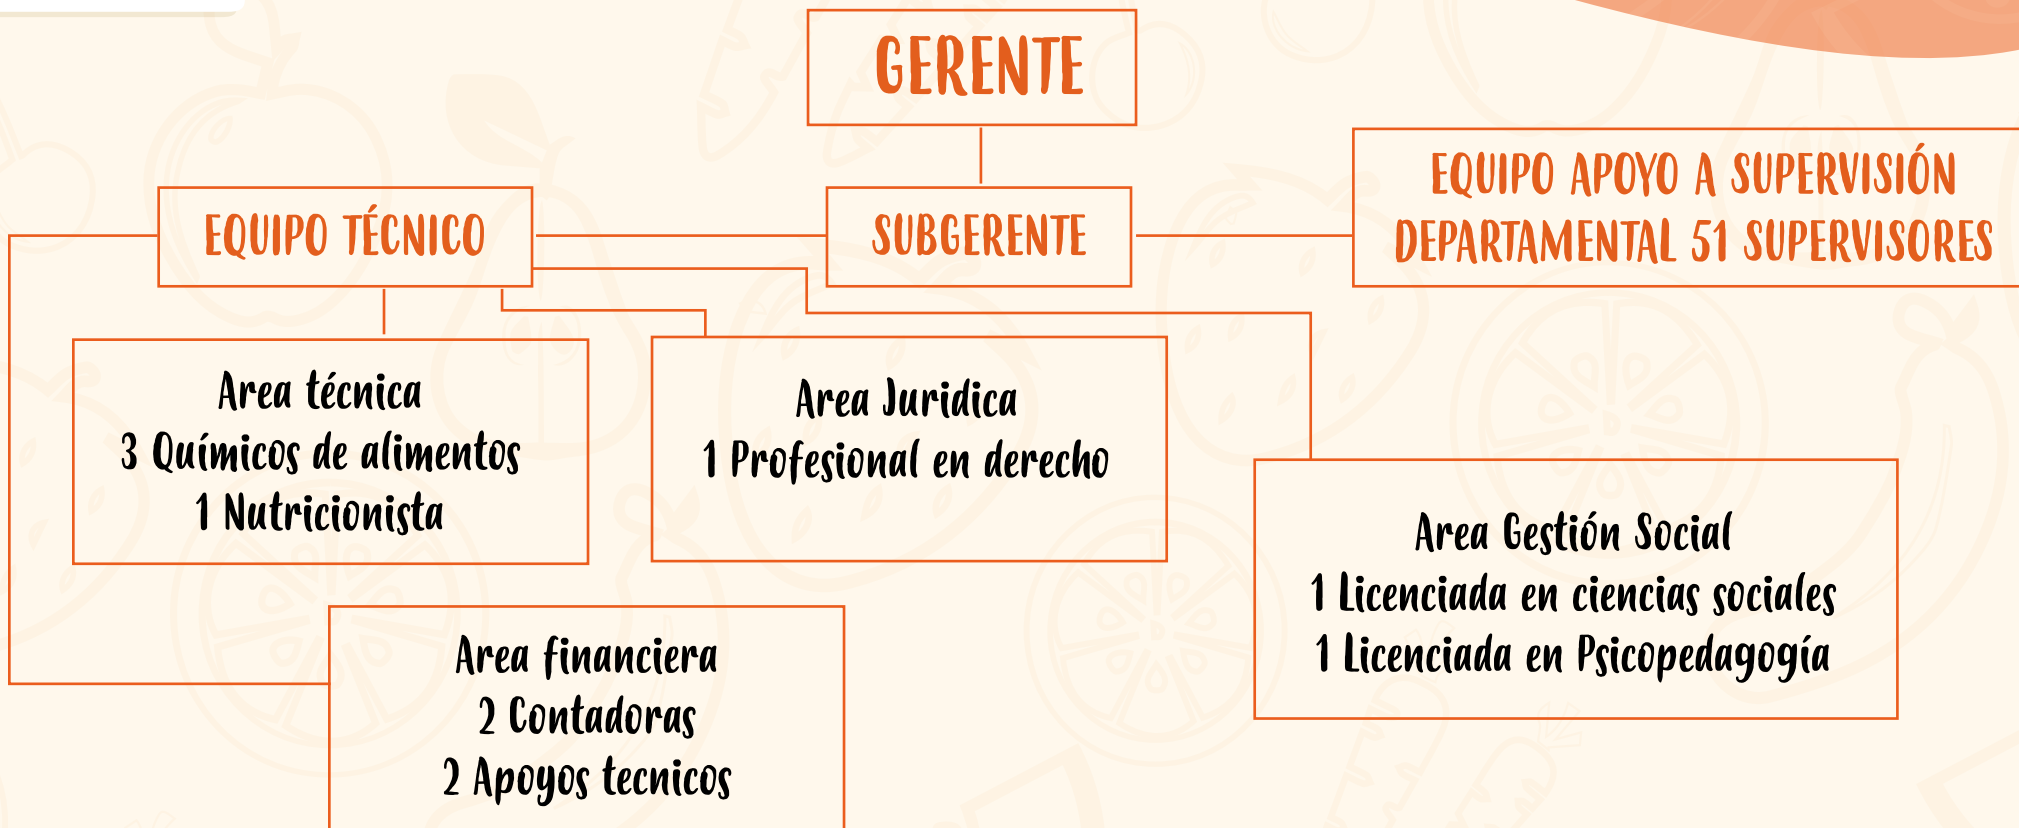 GERENTE
EQUIPO TÉCNICO
SUBGERENTE
EQUIPO APOYO A SUPERVISIÓN
DEPARTAMENTAL 51 SUPERVISORES
Area técnica
3 Químicos de alimentos
1 Nutricionista
Area Juridica
1 Profesional en derecho
Area Gestión Social
1 Licenciada en ciencias sociales
1 Licenciada en Psicopedagogía
Area financiera
2 Contadoras
2 Apoyos tecnicos